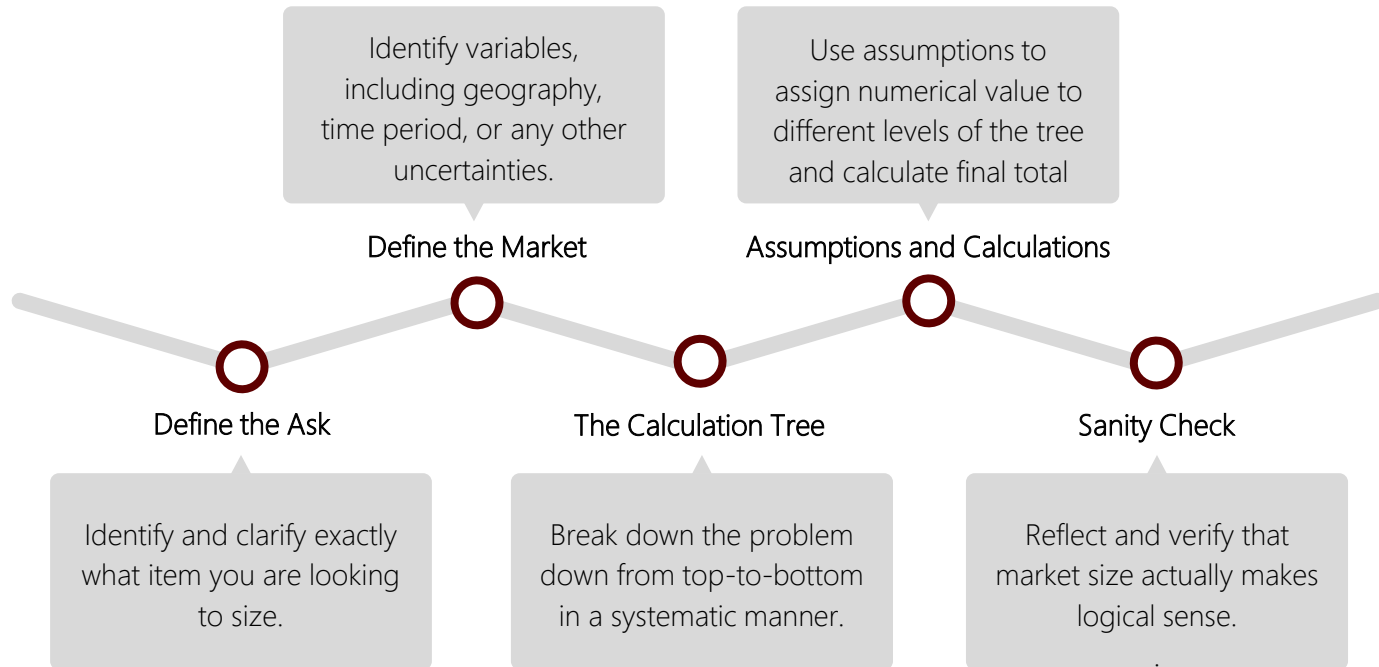 Identify variables,
including geography,
time period, or any other
uncertainties.
Use assumptions to
assign numerical value to
different levels of the tree
and calculate final total
Define the Market
Assumptions and Calculations
Define the Ask
The Calculation Tree
Sanity Check
Identify and clarify exactly
what item you are looking
to size.
Break down the problem
down from top-to-bottom
in a systematic manner.
Reflect and verify that
market size actually makes
logical sense.